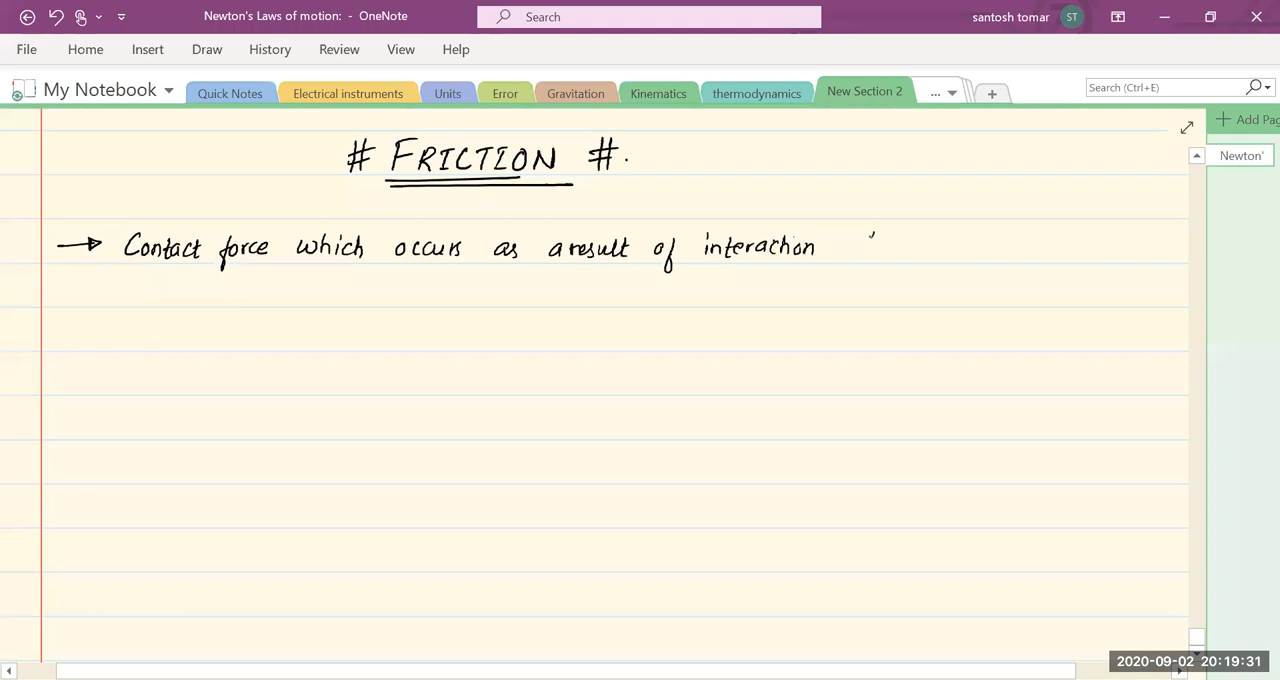 Newton's Laws of motion: - OneNote
Search
santosh tomar
ST
File Home Insert Draw History Review View Help
My Notebook
Quick Notes
Electrical instruments
Units
Error
Gravitation
Kinematics
thermodynamics
New Section 2
...
Search (Ctrl+E)
# FRICTION #.
Add Pag
Newton'
→ Contact force which occurs as a result of interaction
2020-09-02 20:19:31